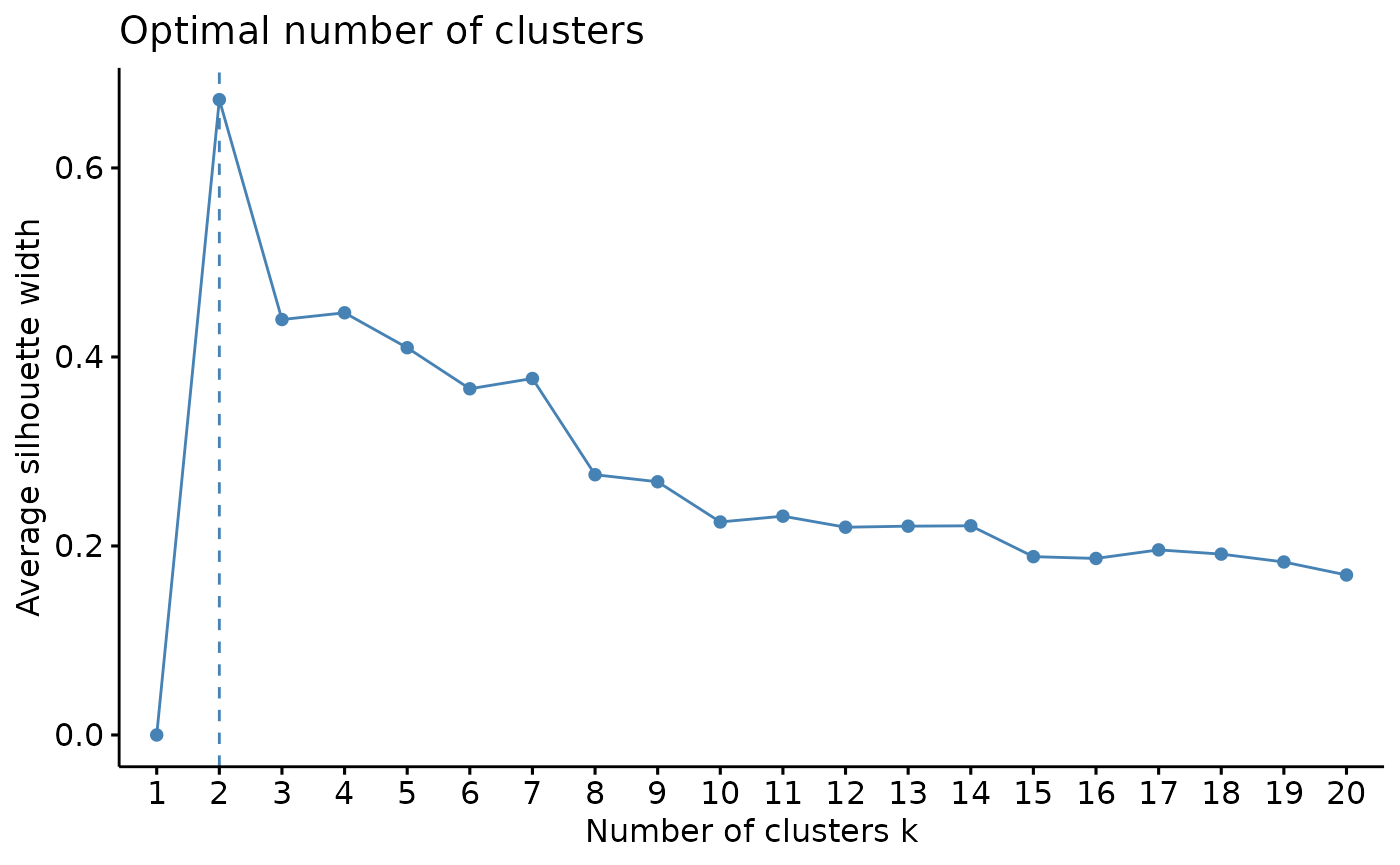 Optimal number of clusters
Average silhouette width
0.6
0.4
0.2
0.0
1 2 3 4 5 6 7 8 9 10 11 12 13 14 15 16 17 18 19 20
Number of clusters k